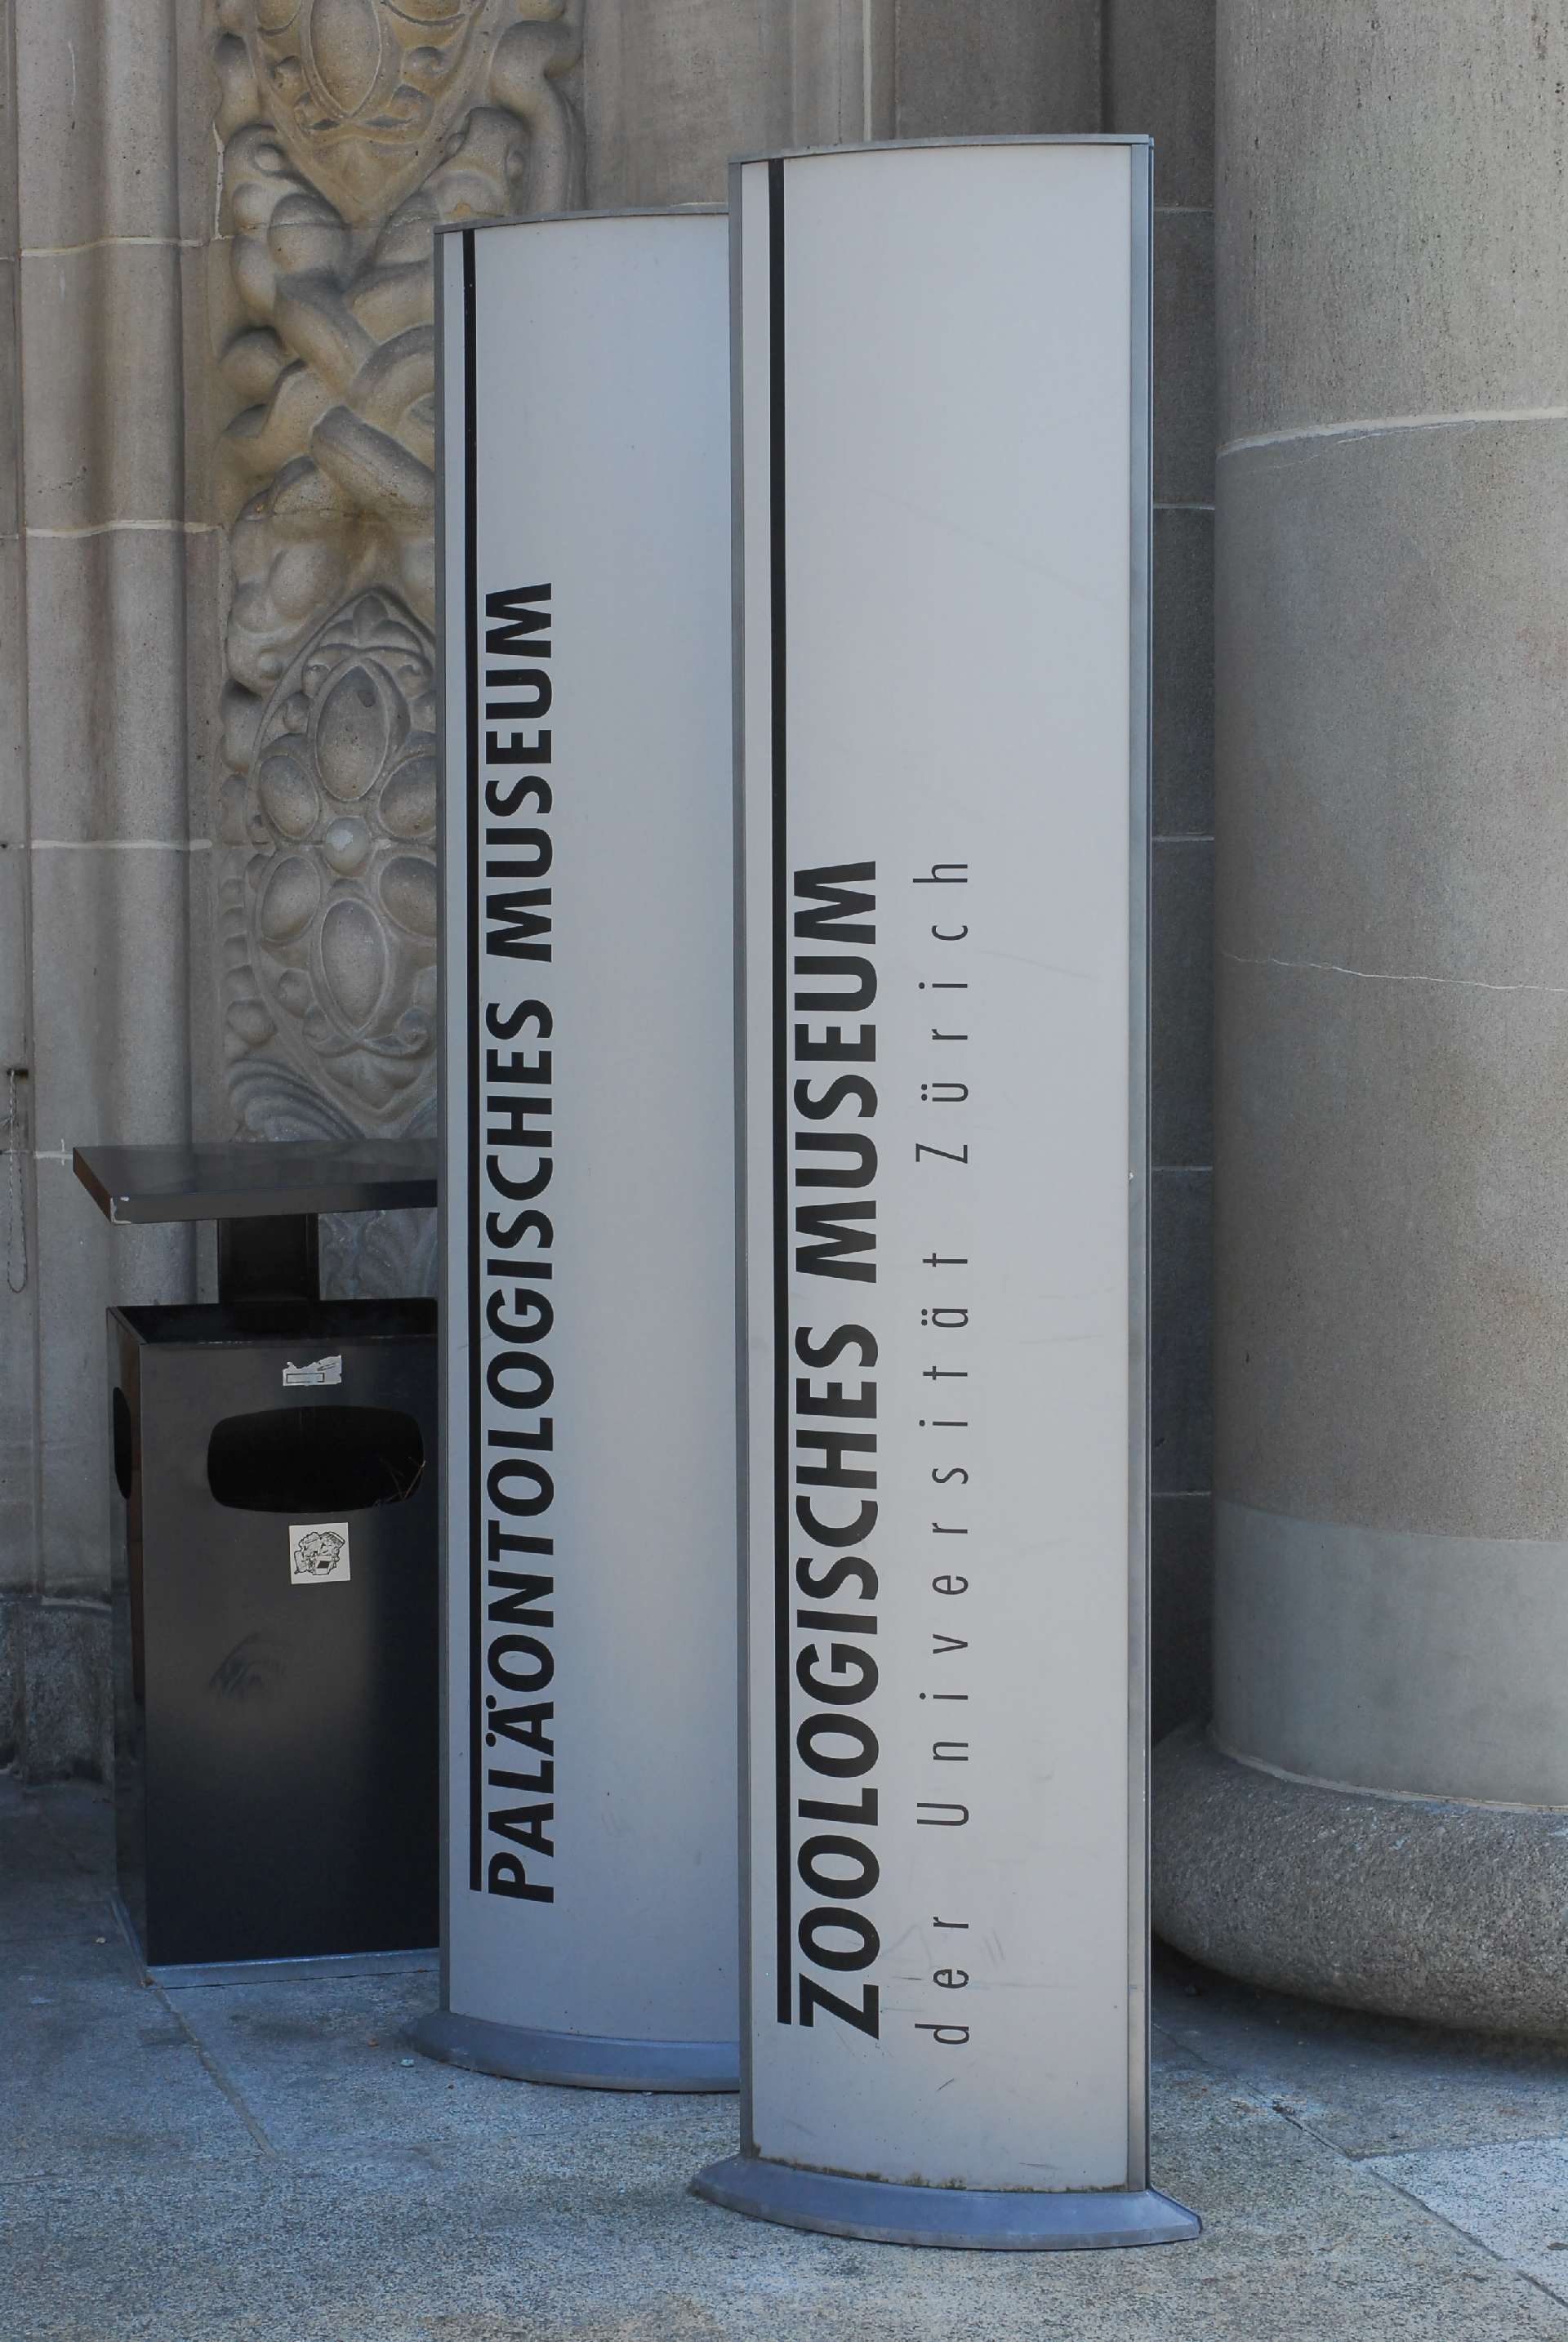 PALÄONTOLOGISCHES MUSEUM
ZOOLOGISCHES MUSEUM
der Universität Zürich